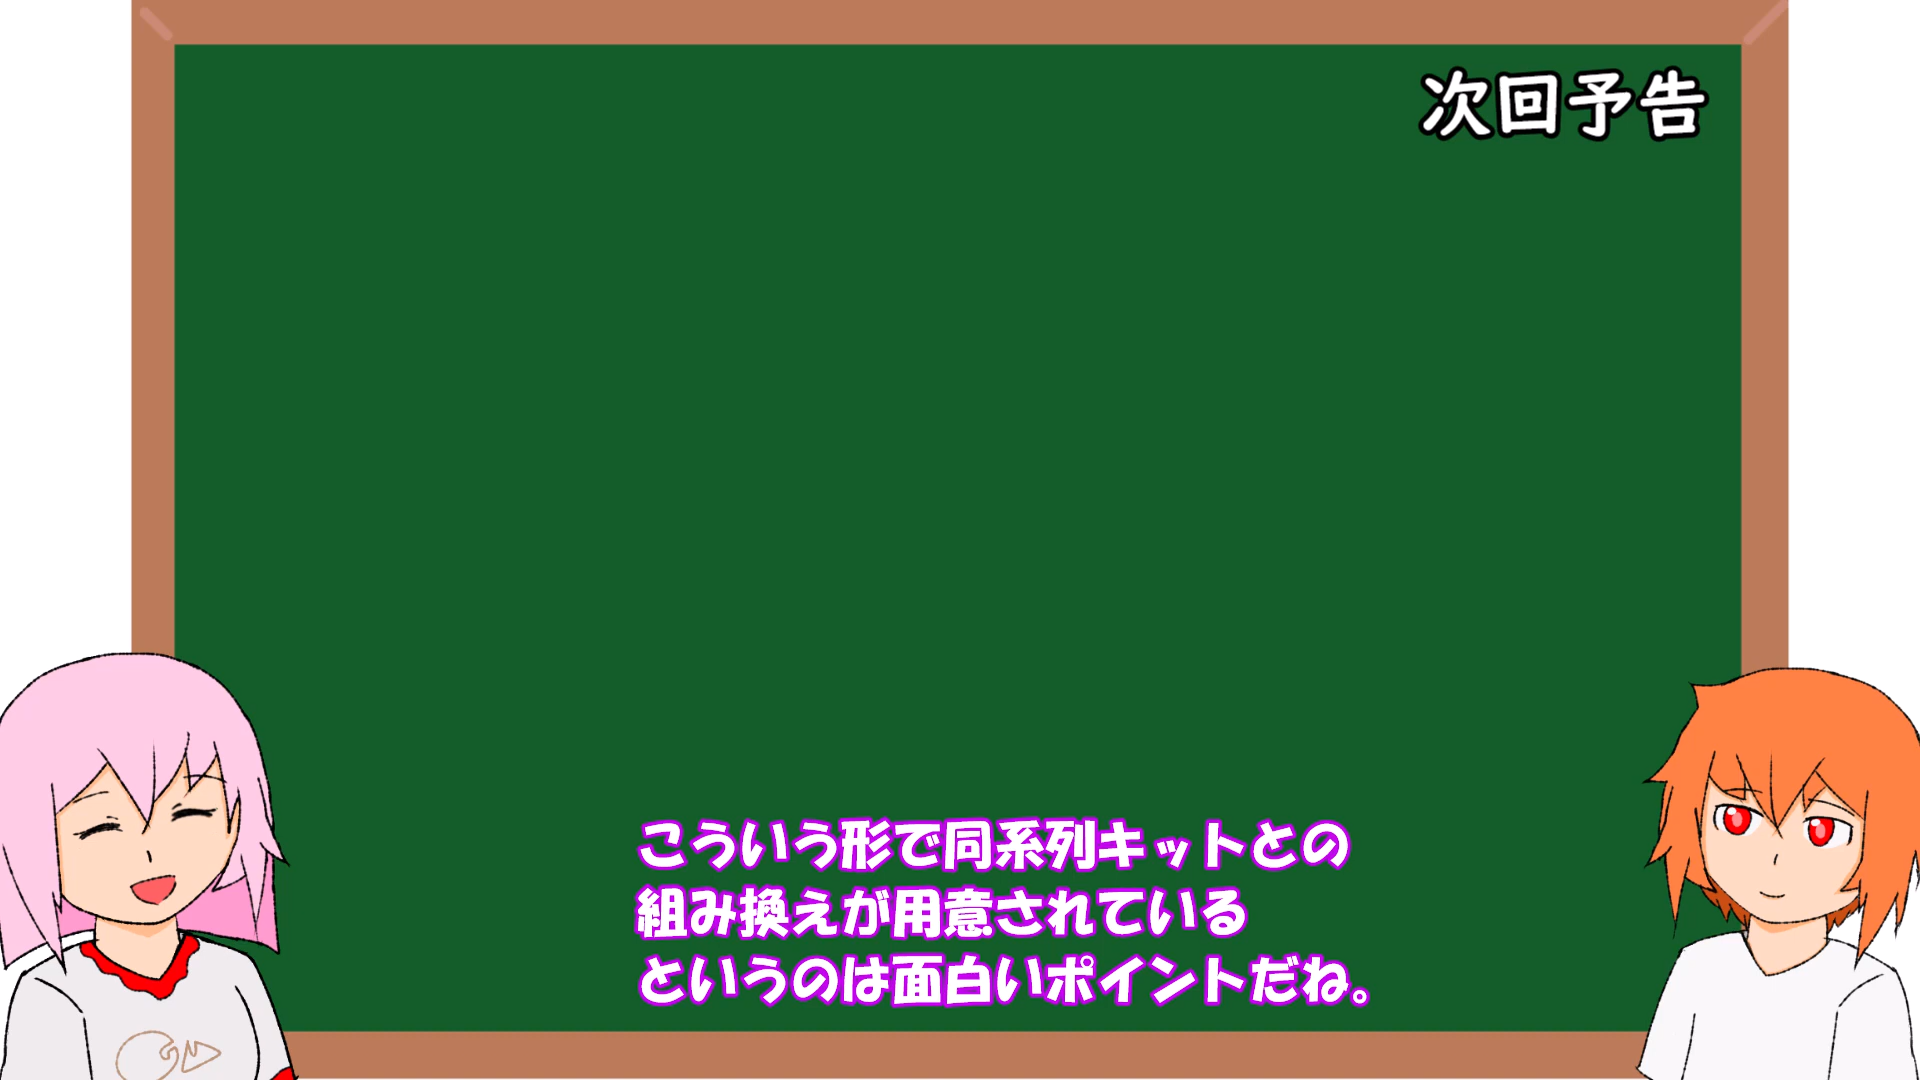 次回予告
こういう形で同系列キットとの
組み換えが用意されている
というのは面白いポイントだね。